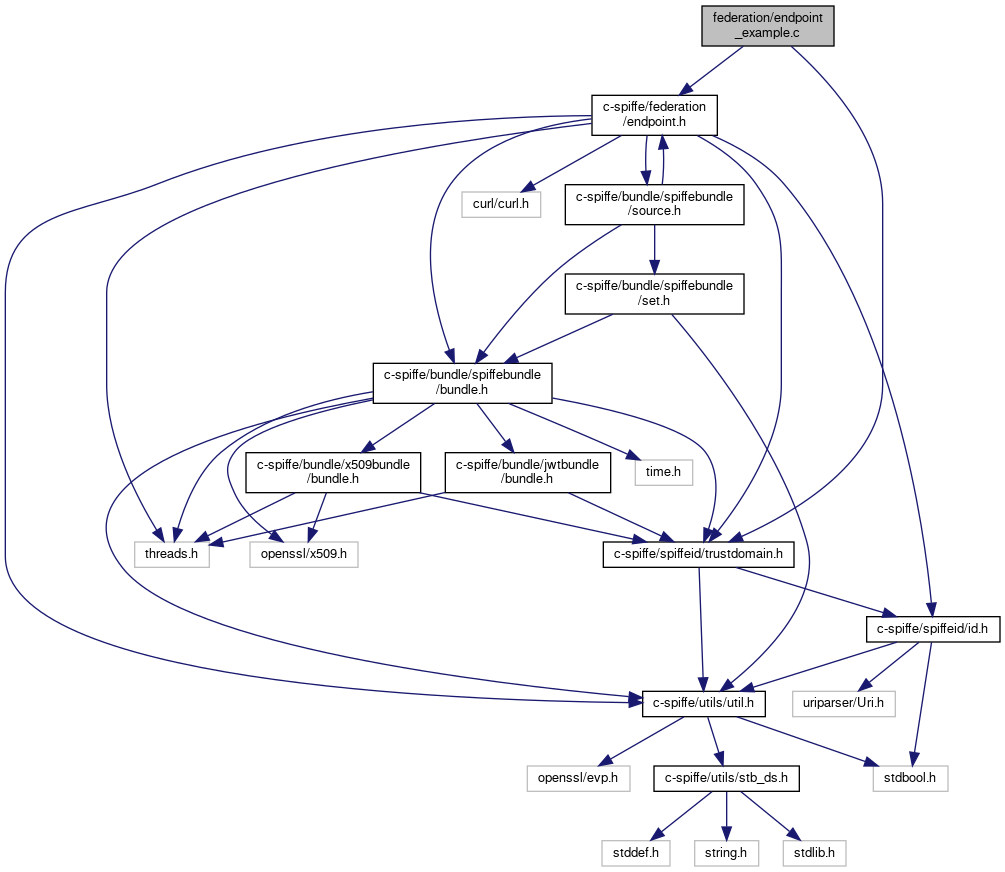 federation/endpoint
_example.c
c-spiffe/federation
/endpoint.h
curl/curl.h
c-spiffe/bundle/spiffebundle
/source.h
c-spiffe/bundle/spiffebundle
/set.h
c-spiffe/bundle/spiffebundle
/bundle.h
c-spiffe/bundle/x509bundle
/bundle.h
c-spiffe/bundle/jwtbundle
/bundle.h
time.h
threads.h
openssl/x509.h
c-spiffe/spiffeid/trustdomain.h
c-spiffe/spiffeid/id.h
c-spiffe/utils/util.h
uriparser/Uri.h
openssl/evp.h
c-spiffe/utils/stb_ds.h
stdbool.h
stddef.h
string.h
stdlib.h